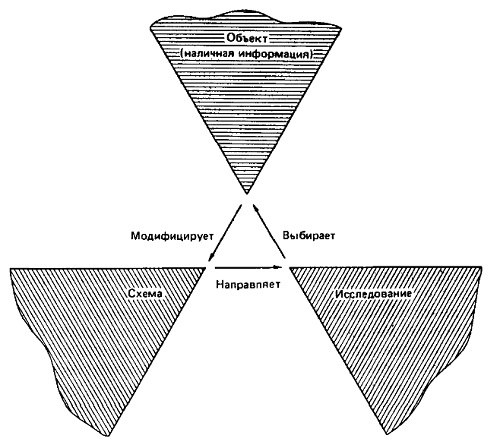 Объект
(наличная информация)
Модифицирует
Выбирает
Схема
Направляет
Исследование